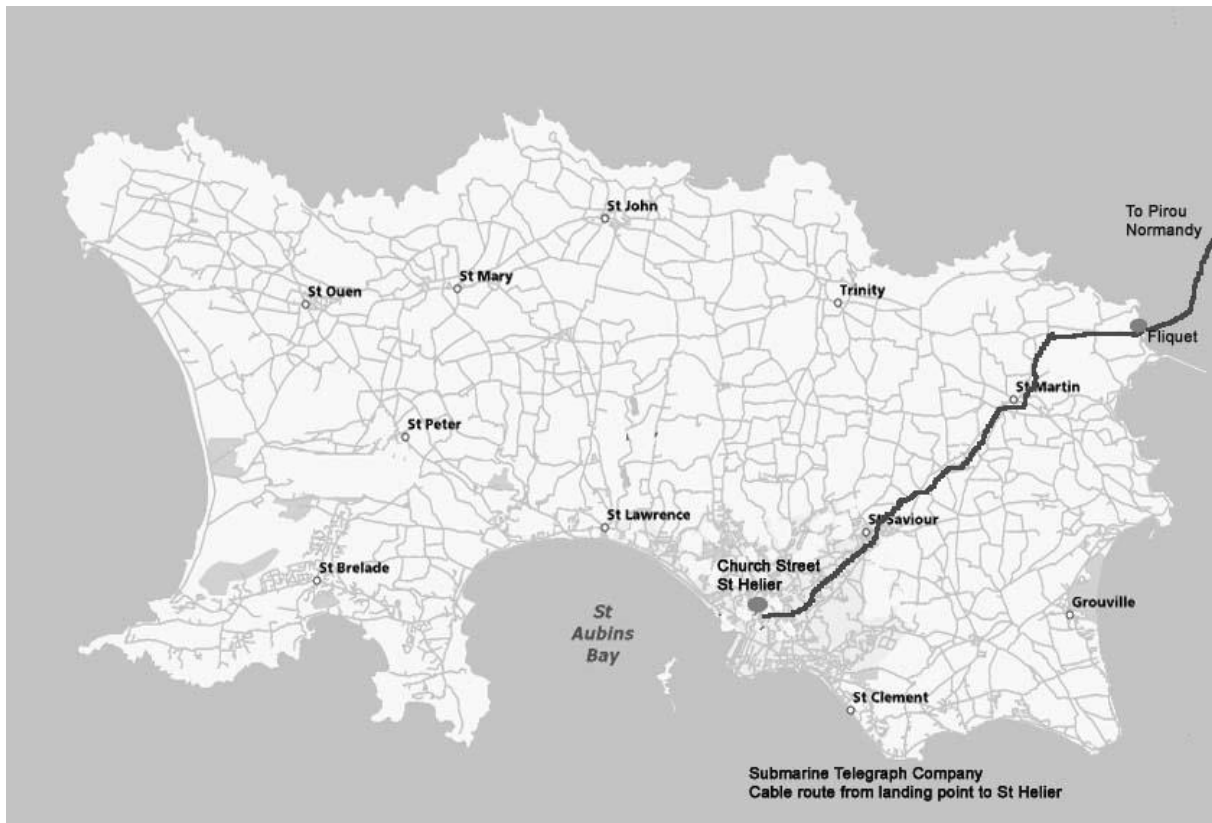 St John
To Pirou
Normandy
St Mary
St Ouen
Trinity
Fliquet
St Martin
St Peter
St Lawrence
St Saviour
Church Street
St Helier
St Brelade
Grouville
St
Aubins
Bay
St Clement
Submarine Telegraph Company
Cable route from landing point to St Helier